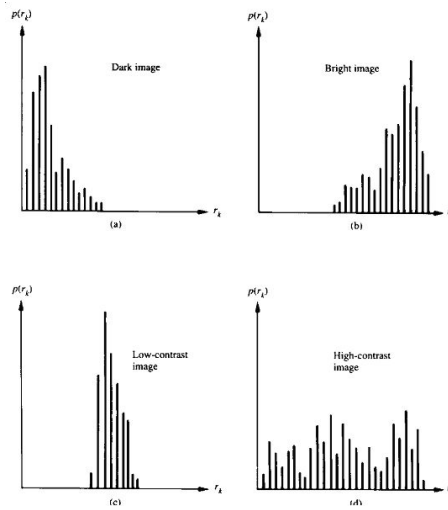 p(rₖ)
Dark image
rₖ
(a)
p(rₖ)
Bright image
(b)
p(rₖ)
Low-contrast
image
rₖ
(c)
p(rₖ)
High-contrast
image
(d)